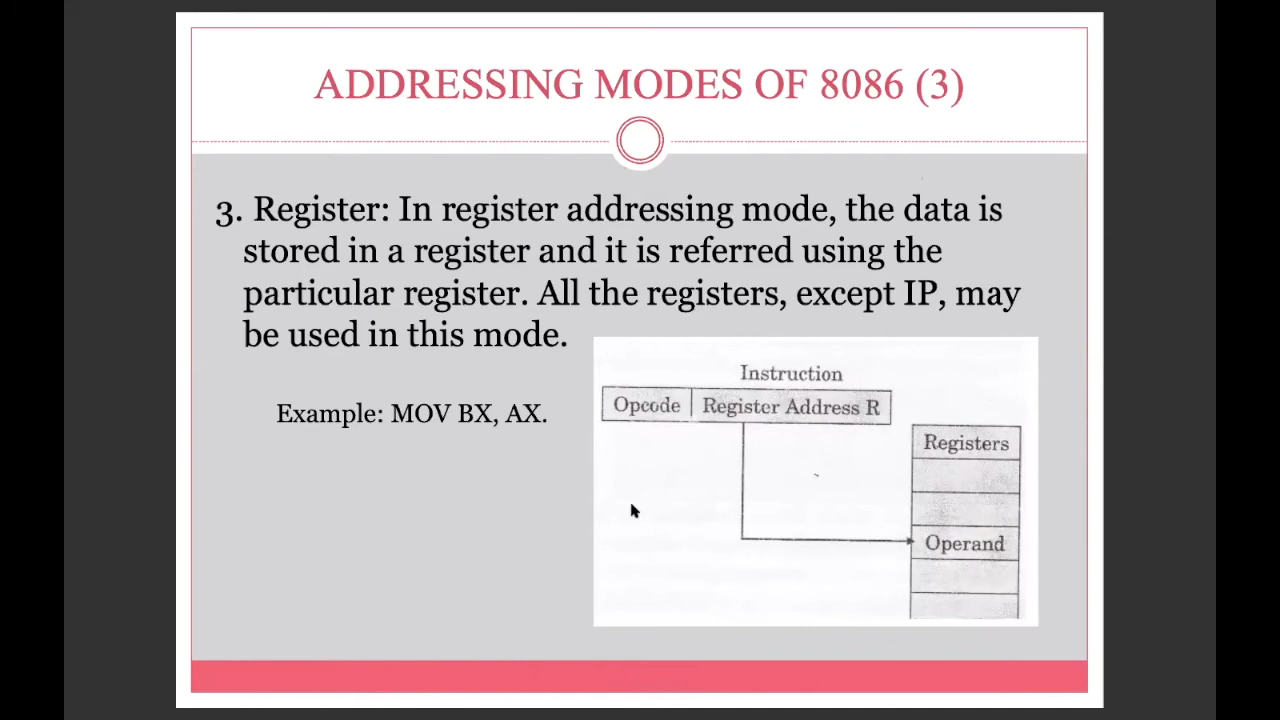 ADDRESSING MODES OF 8086 (3)
3. Register: In register addressing mode, the data is
stored in a register and it is referred using the
particular register. All the registers, except IP, may
be used in this mode.
Example: MOV BX, AX.
Instruction
Opcode Register Address R
Registers
Operand